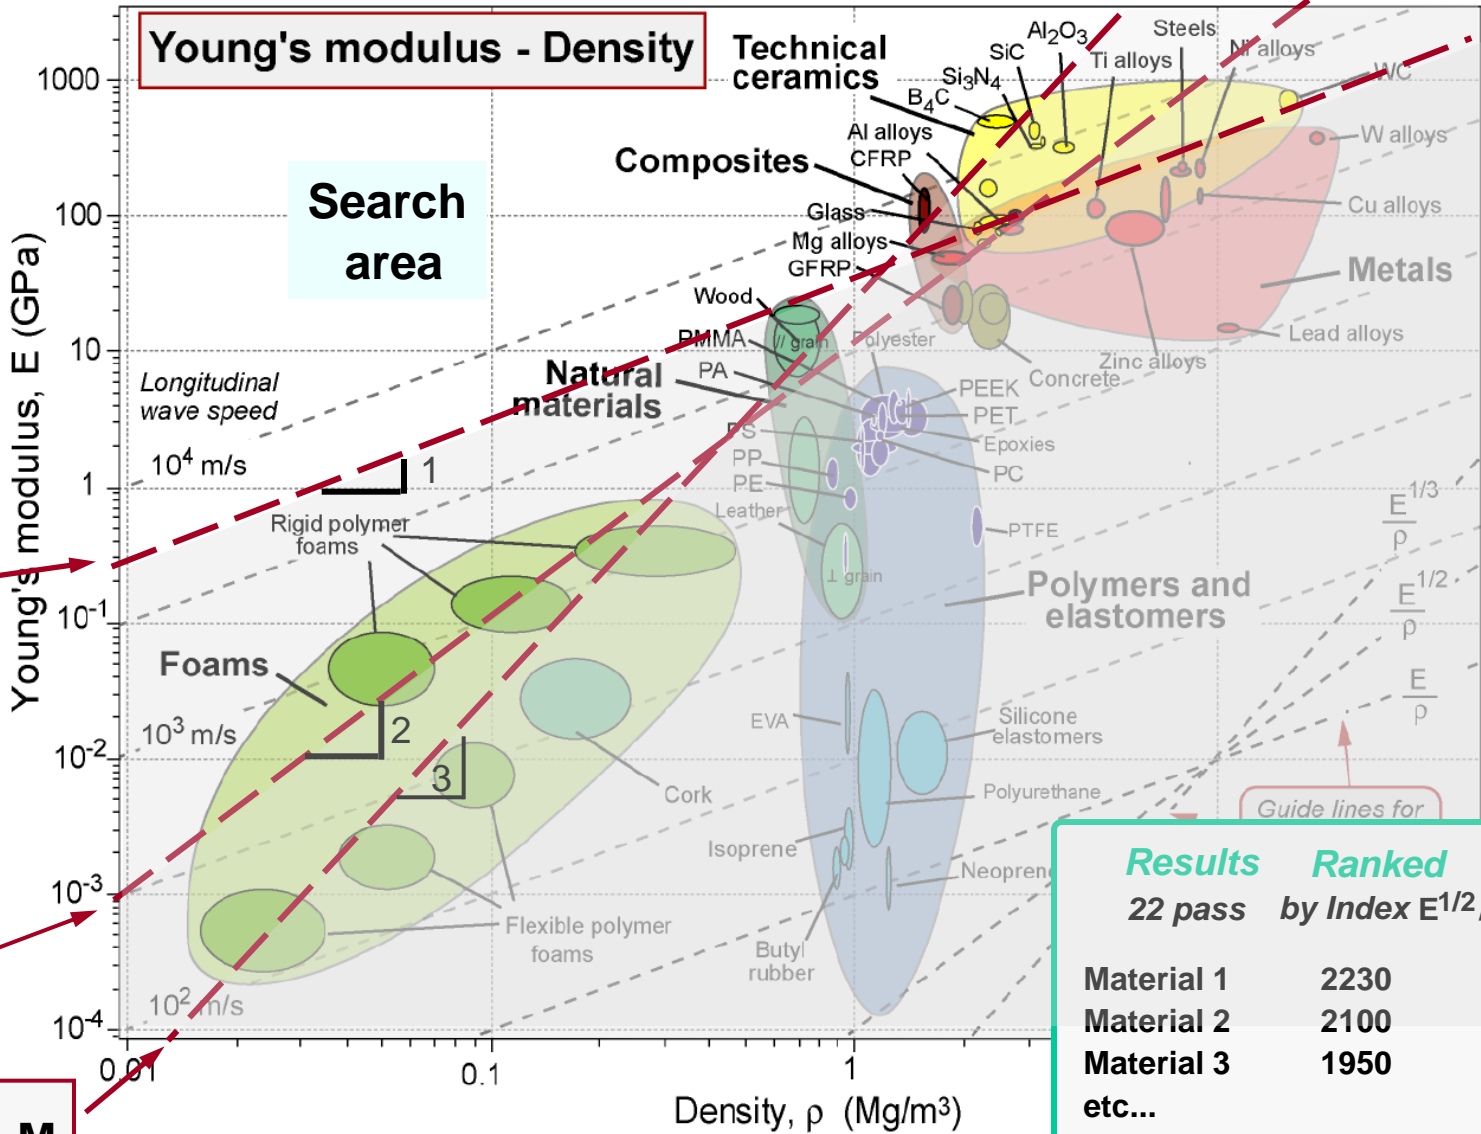 Young's modulus - Density
Technical
ceramics
Composites
Natural
materials
Foams
Metals
Polymers and
elastomers
Search
area
Al₂O₃
SiC
Si₃N₄
B₄C
Steels
Ti alloys
Ni alloys
WC
W alloys
Cu alloys
Al alloys
CFRP
Glass
Mg alloys
GFRP
Wood
// grain
PMMA
PA
PS
PP
PE
Leather
⊥ grain
Polyester
PEEK
PET
Epoxies
PC
PTFE
Concrete
Zinc alloys
Lead alloys
Longitudinal
wave speed
10⁴ m/s
10³ m/s
10² m/s
1
2
3
Rigid polymer
foams
Flexible polymer
foams
Cork
EVA
Isoprene
Butyl
rubber
Silicone
elastomers
Polyurethane
Neoprene
E^1/3
ρ
E^1/2
ρ
E
ρ
Guide lines for
Results Ranked
22 pass by Index E^1/2
Material 1 2230
Material 2 2100
Material 3 1950
etc...
M
Young's modulus, E (GPa)
1000
100
10
1
10⁻¹
10⁻²
10⁻³
10⁻⁴
0.01 0.1 1
Density, ρ (Mg/m³)